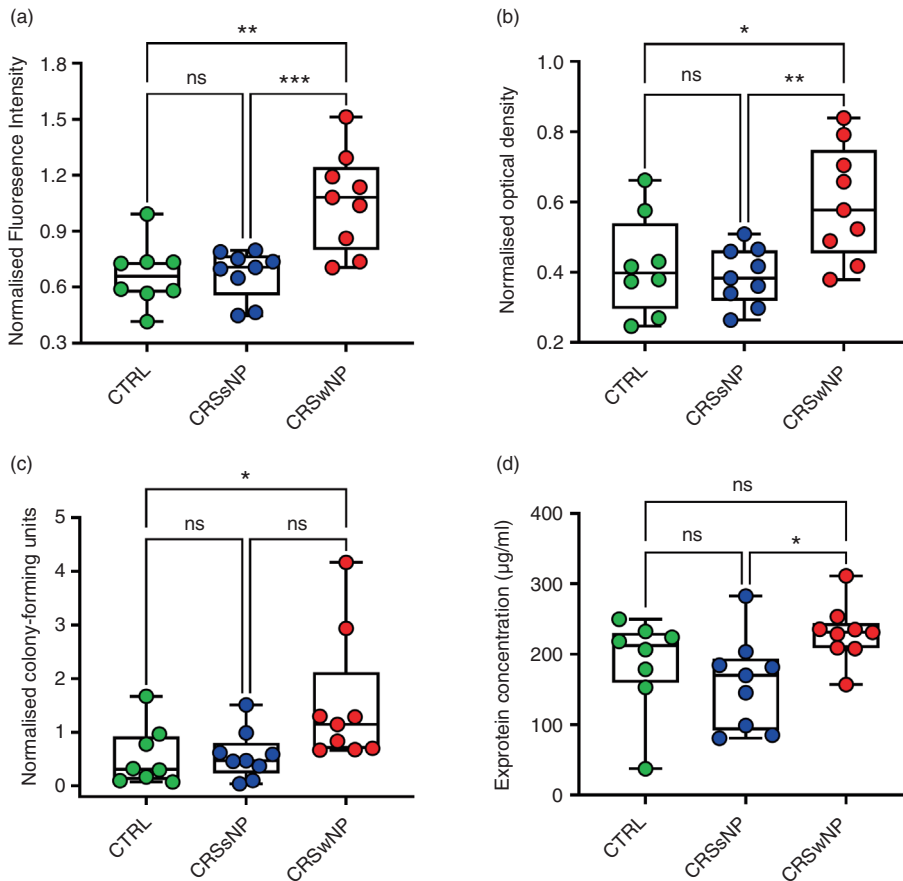 (a)
Normalised Fluoresence Intensity
1.8
1.5
1.2
0.9
0.6
0.3
**
ns
***
CTRL
CRSsNP
CRSwNP
(b)
Normalised optical density
1.0
0.8
0.6
0.4
0.2
*
ns
**
CTRL
CRSsNP
CRSwNP
(c)
Normalised colony-forming units
5
4
3
2
1
0
*
ns
ns
CTRL
CRSsNP
CRSwNP
(d)
Exprotein concentration (µg/ml)
400
300
200
100
0
ns
ns
*
CTRL
CRSsNP
CRSwNP